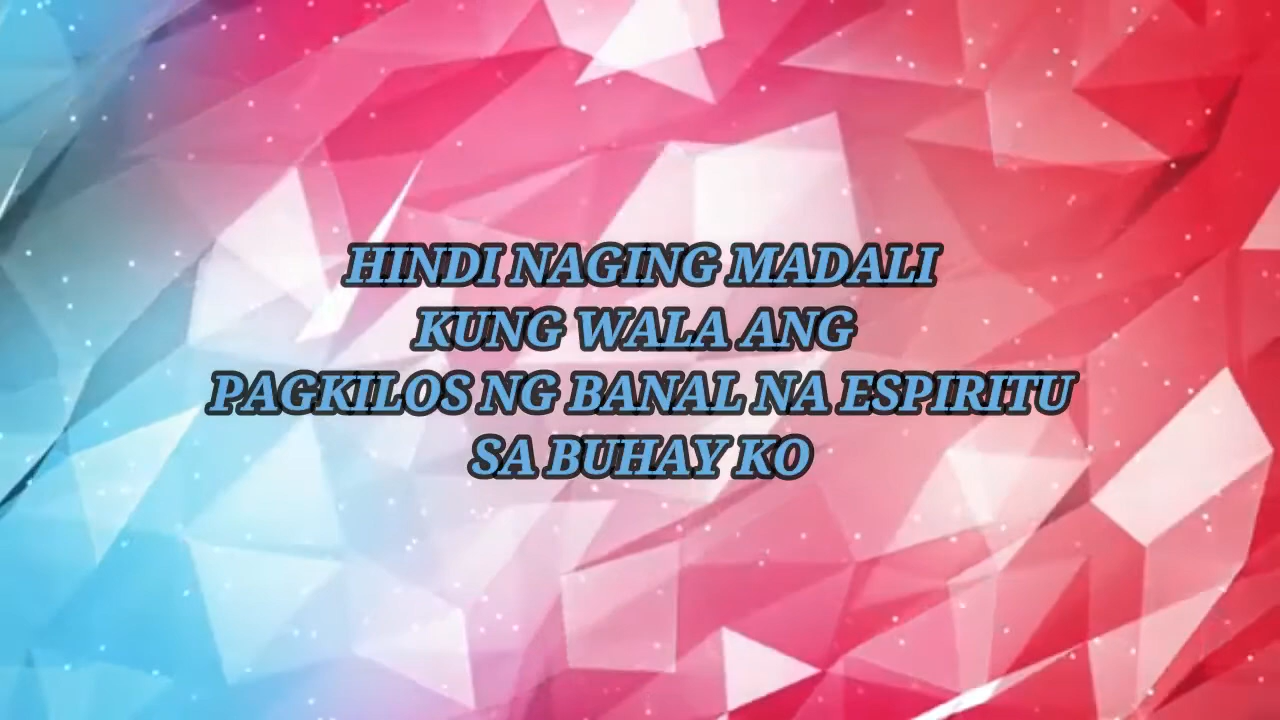 HINDI NAGING MADALI
KUNG WALA ANG
PAGKILOS NG BANAL NA ESPIRITU
SA BUHAY KO